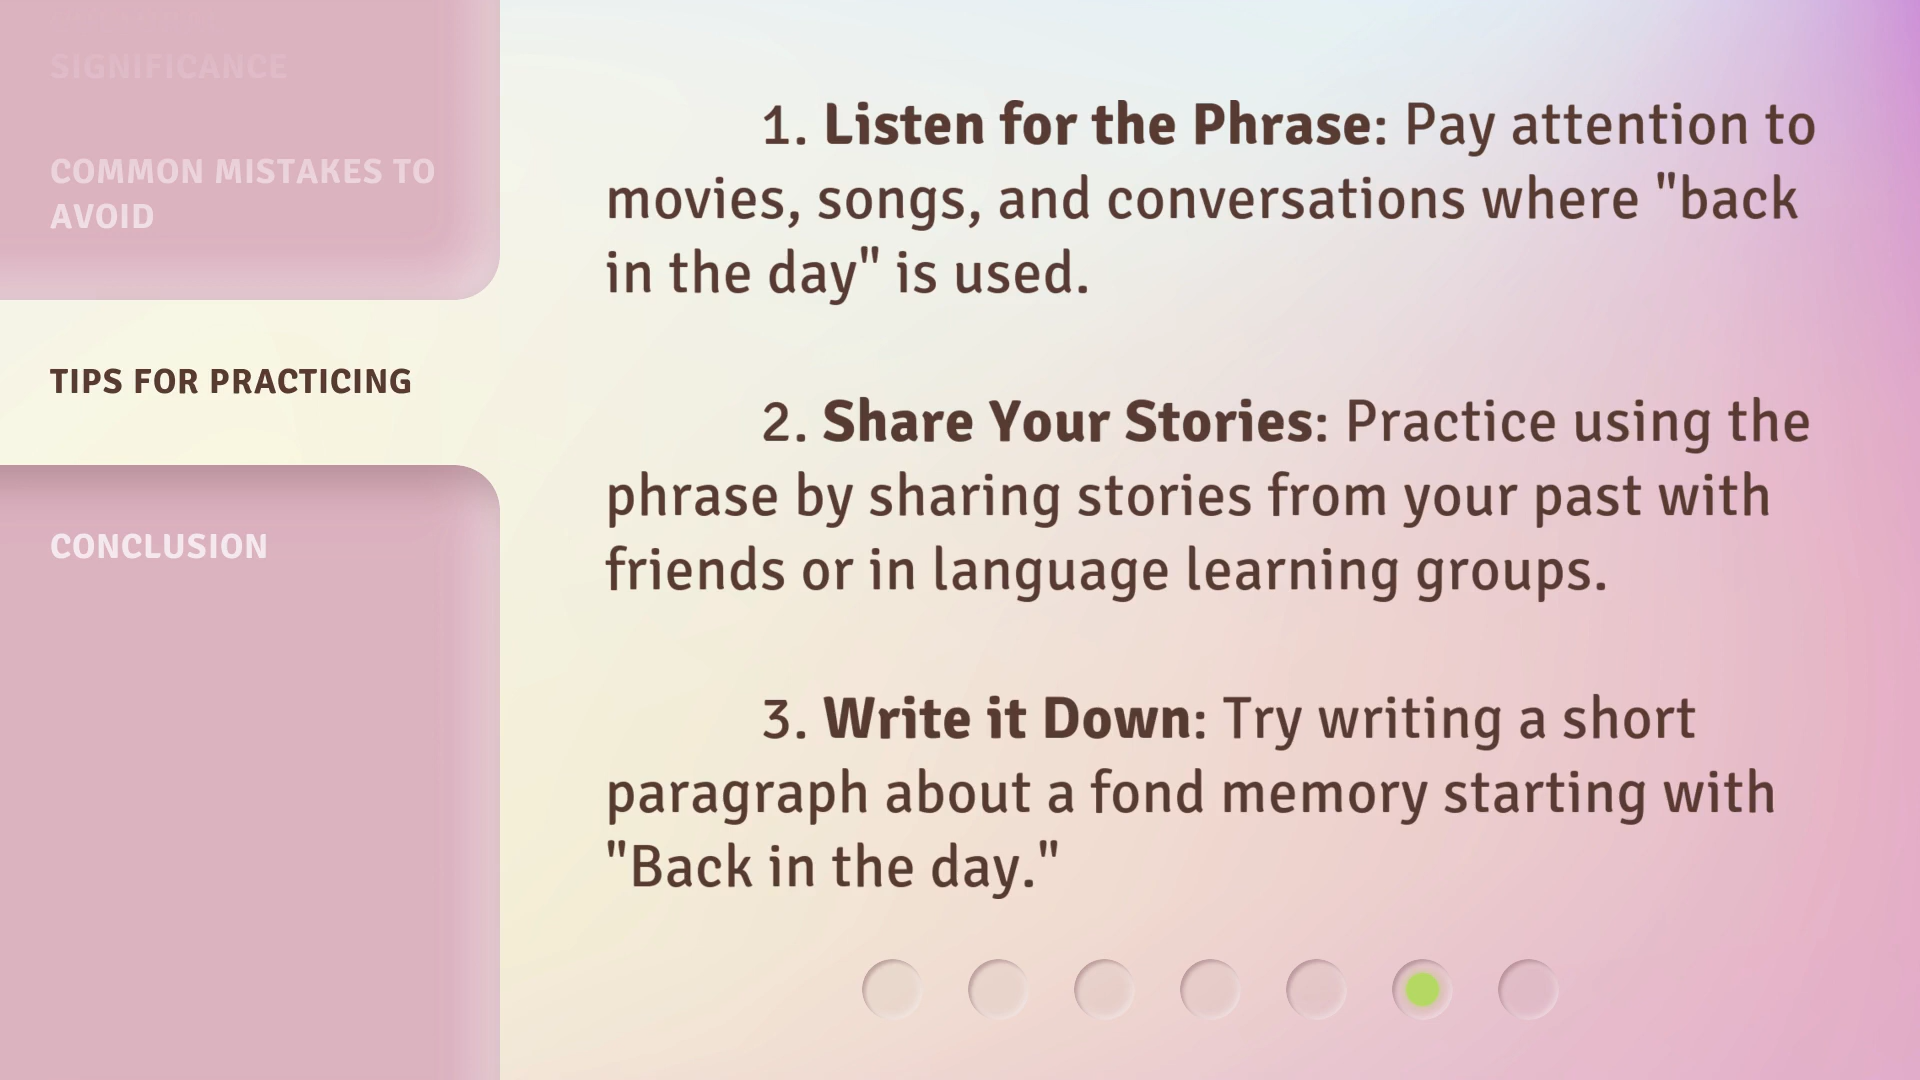 SIGNIFICANCE
COMMON MISTAKES TO
AVOID
TIPS FOR PRACTICING
CONCLUSION
1. Listen for the Phrase: Pay attention to
movies, songs, and conversations where "back
in the day" is used.
2. Share Your Stories: Practice using the
phrase by sharing stories from your past with
friends or in language learning groups.
3. Write it Down: Try writing a short
paragraph about a fond memory starting with
"Back in the day."